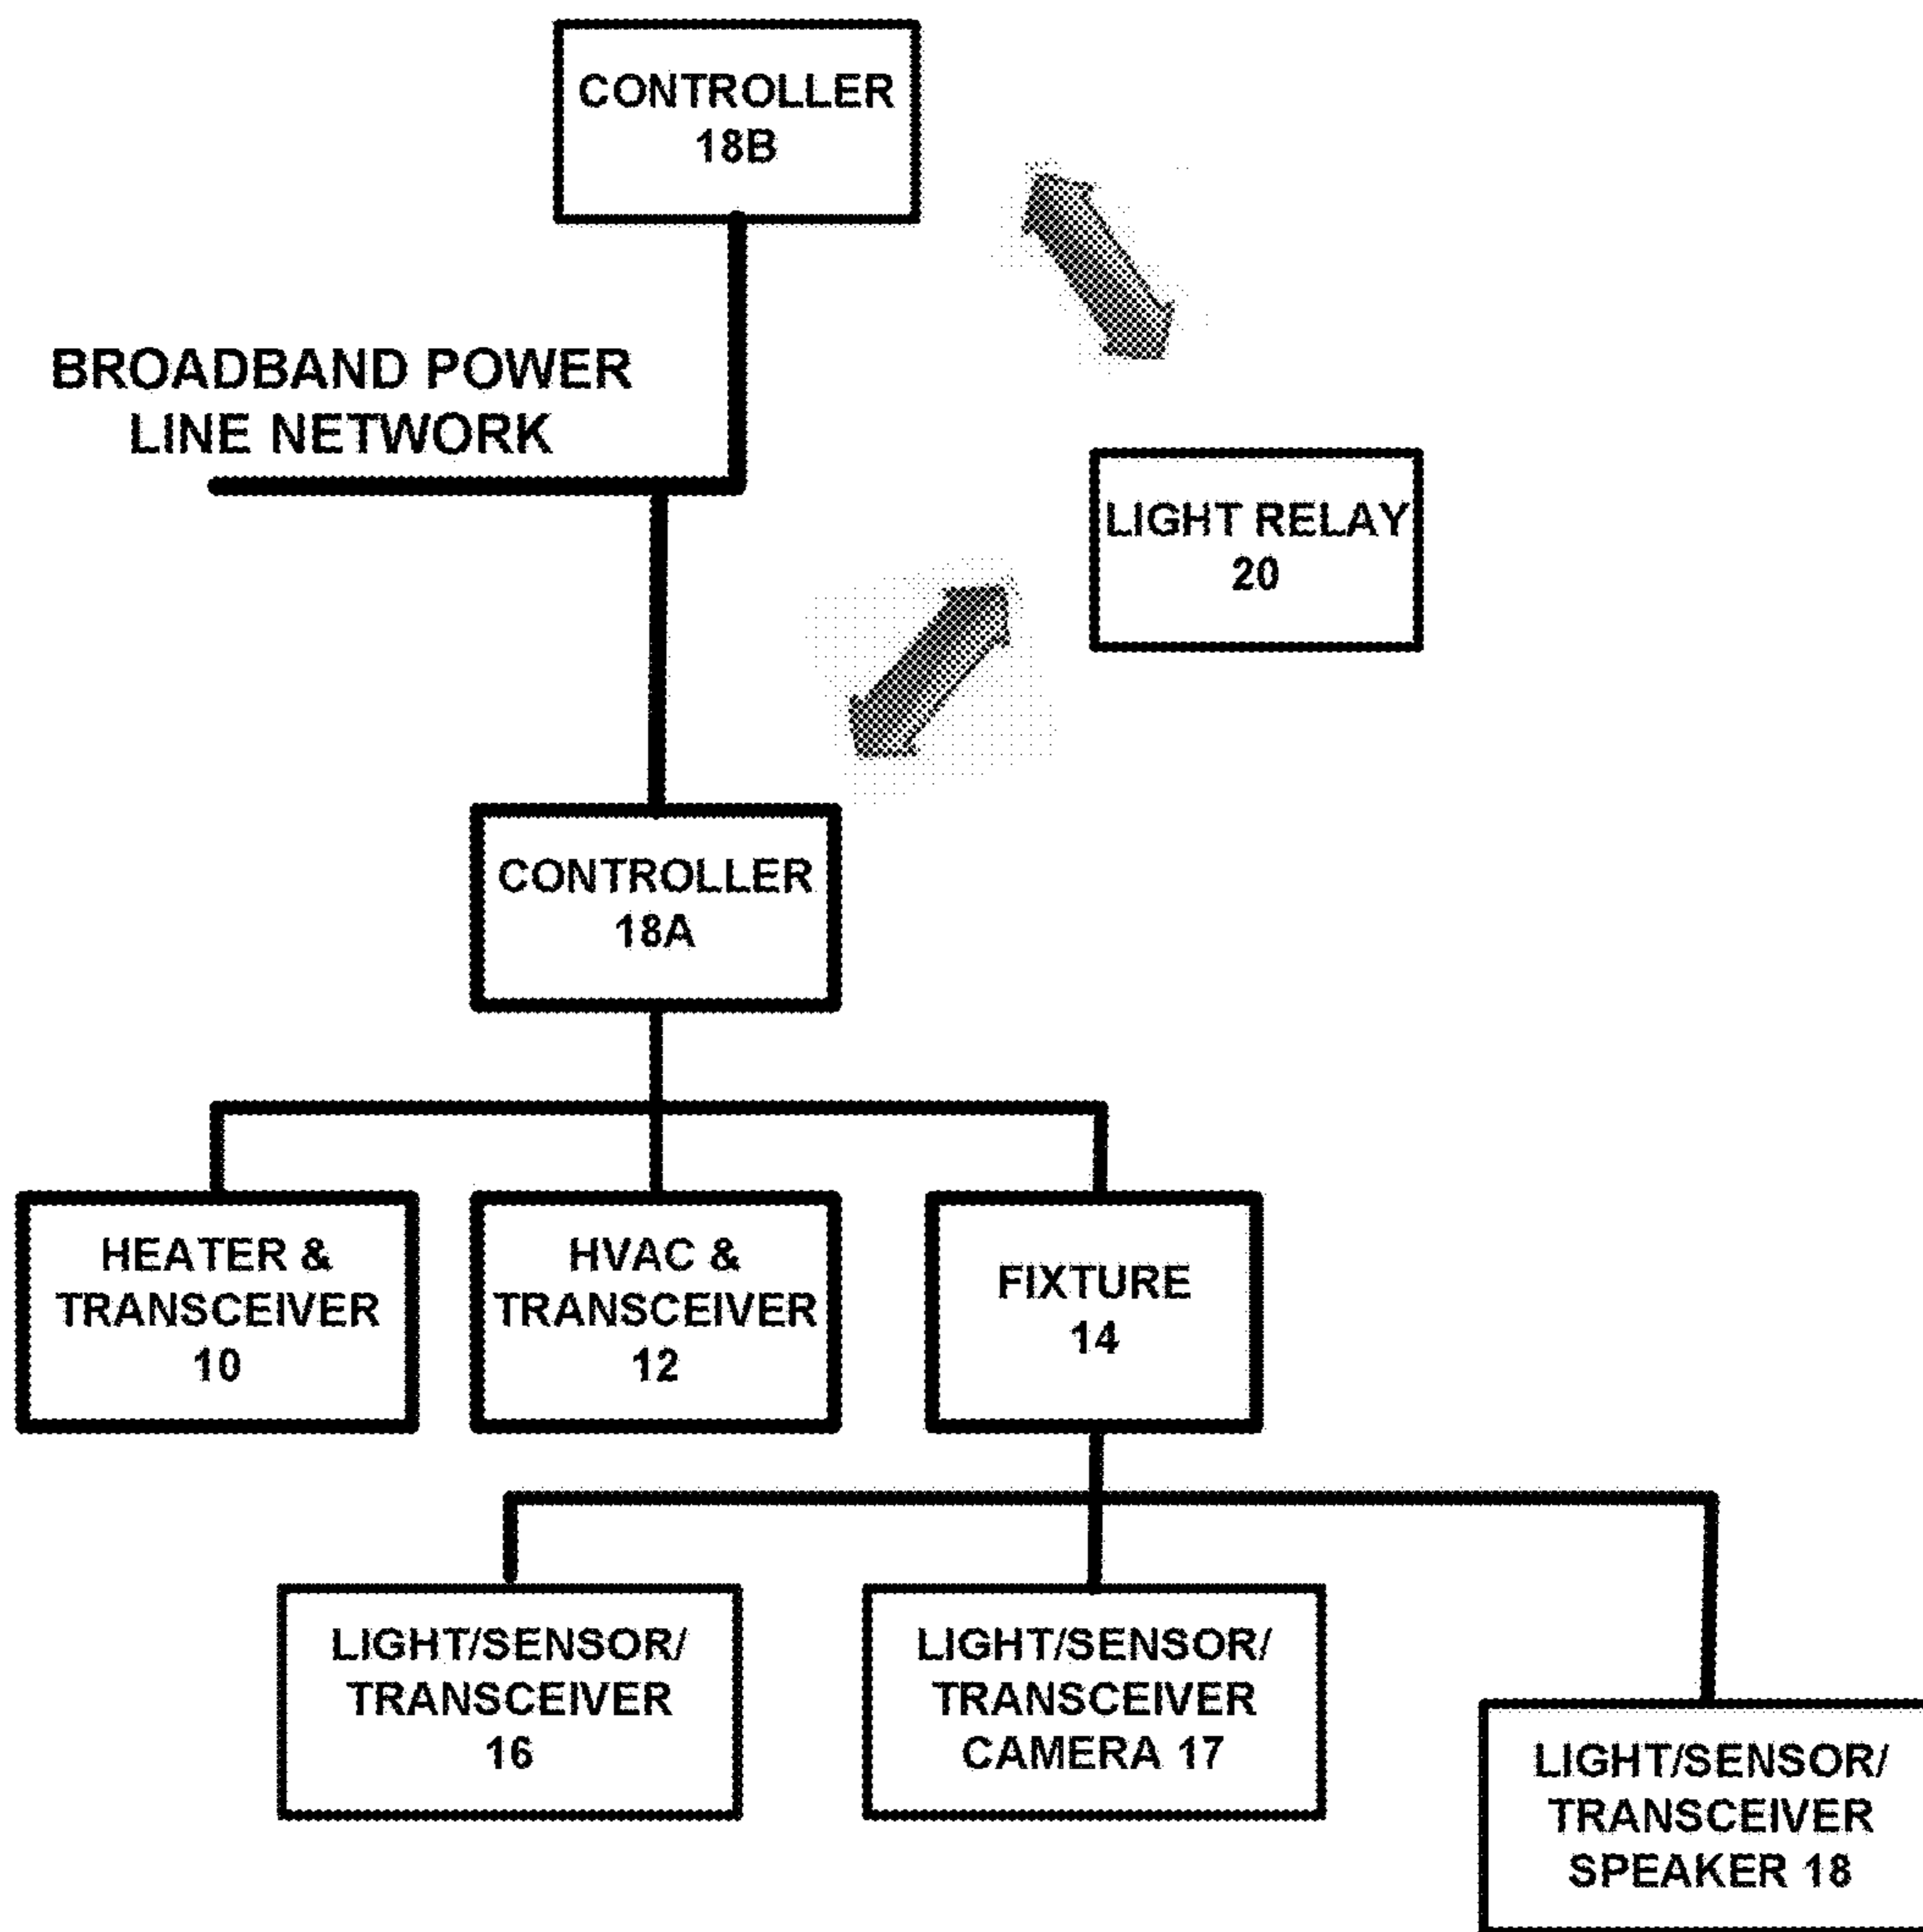 CONTROLLER
18B
BROADBAND POWER
LINE NETWORK
LIGHT RELAY
20
CONTROLLER
18A
HEATER &
TRANSCEIVER
10
HVAC &
TRANSCEIVER
12
FIXTURE
14
LIGHT/SENSOR/
TRANSCEIVER
16
LIGHT/SENSOR/
TRANSCEIVER
CAMERA 17
LIGHT/SENSOR/
TRANSCEIVER
SPEAKER 18